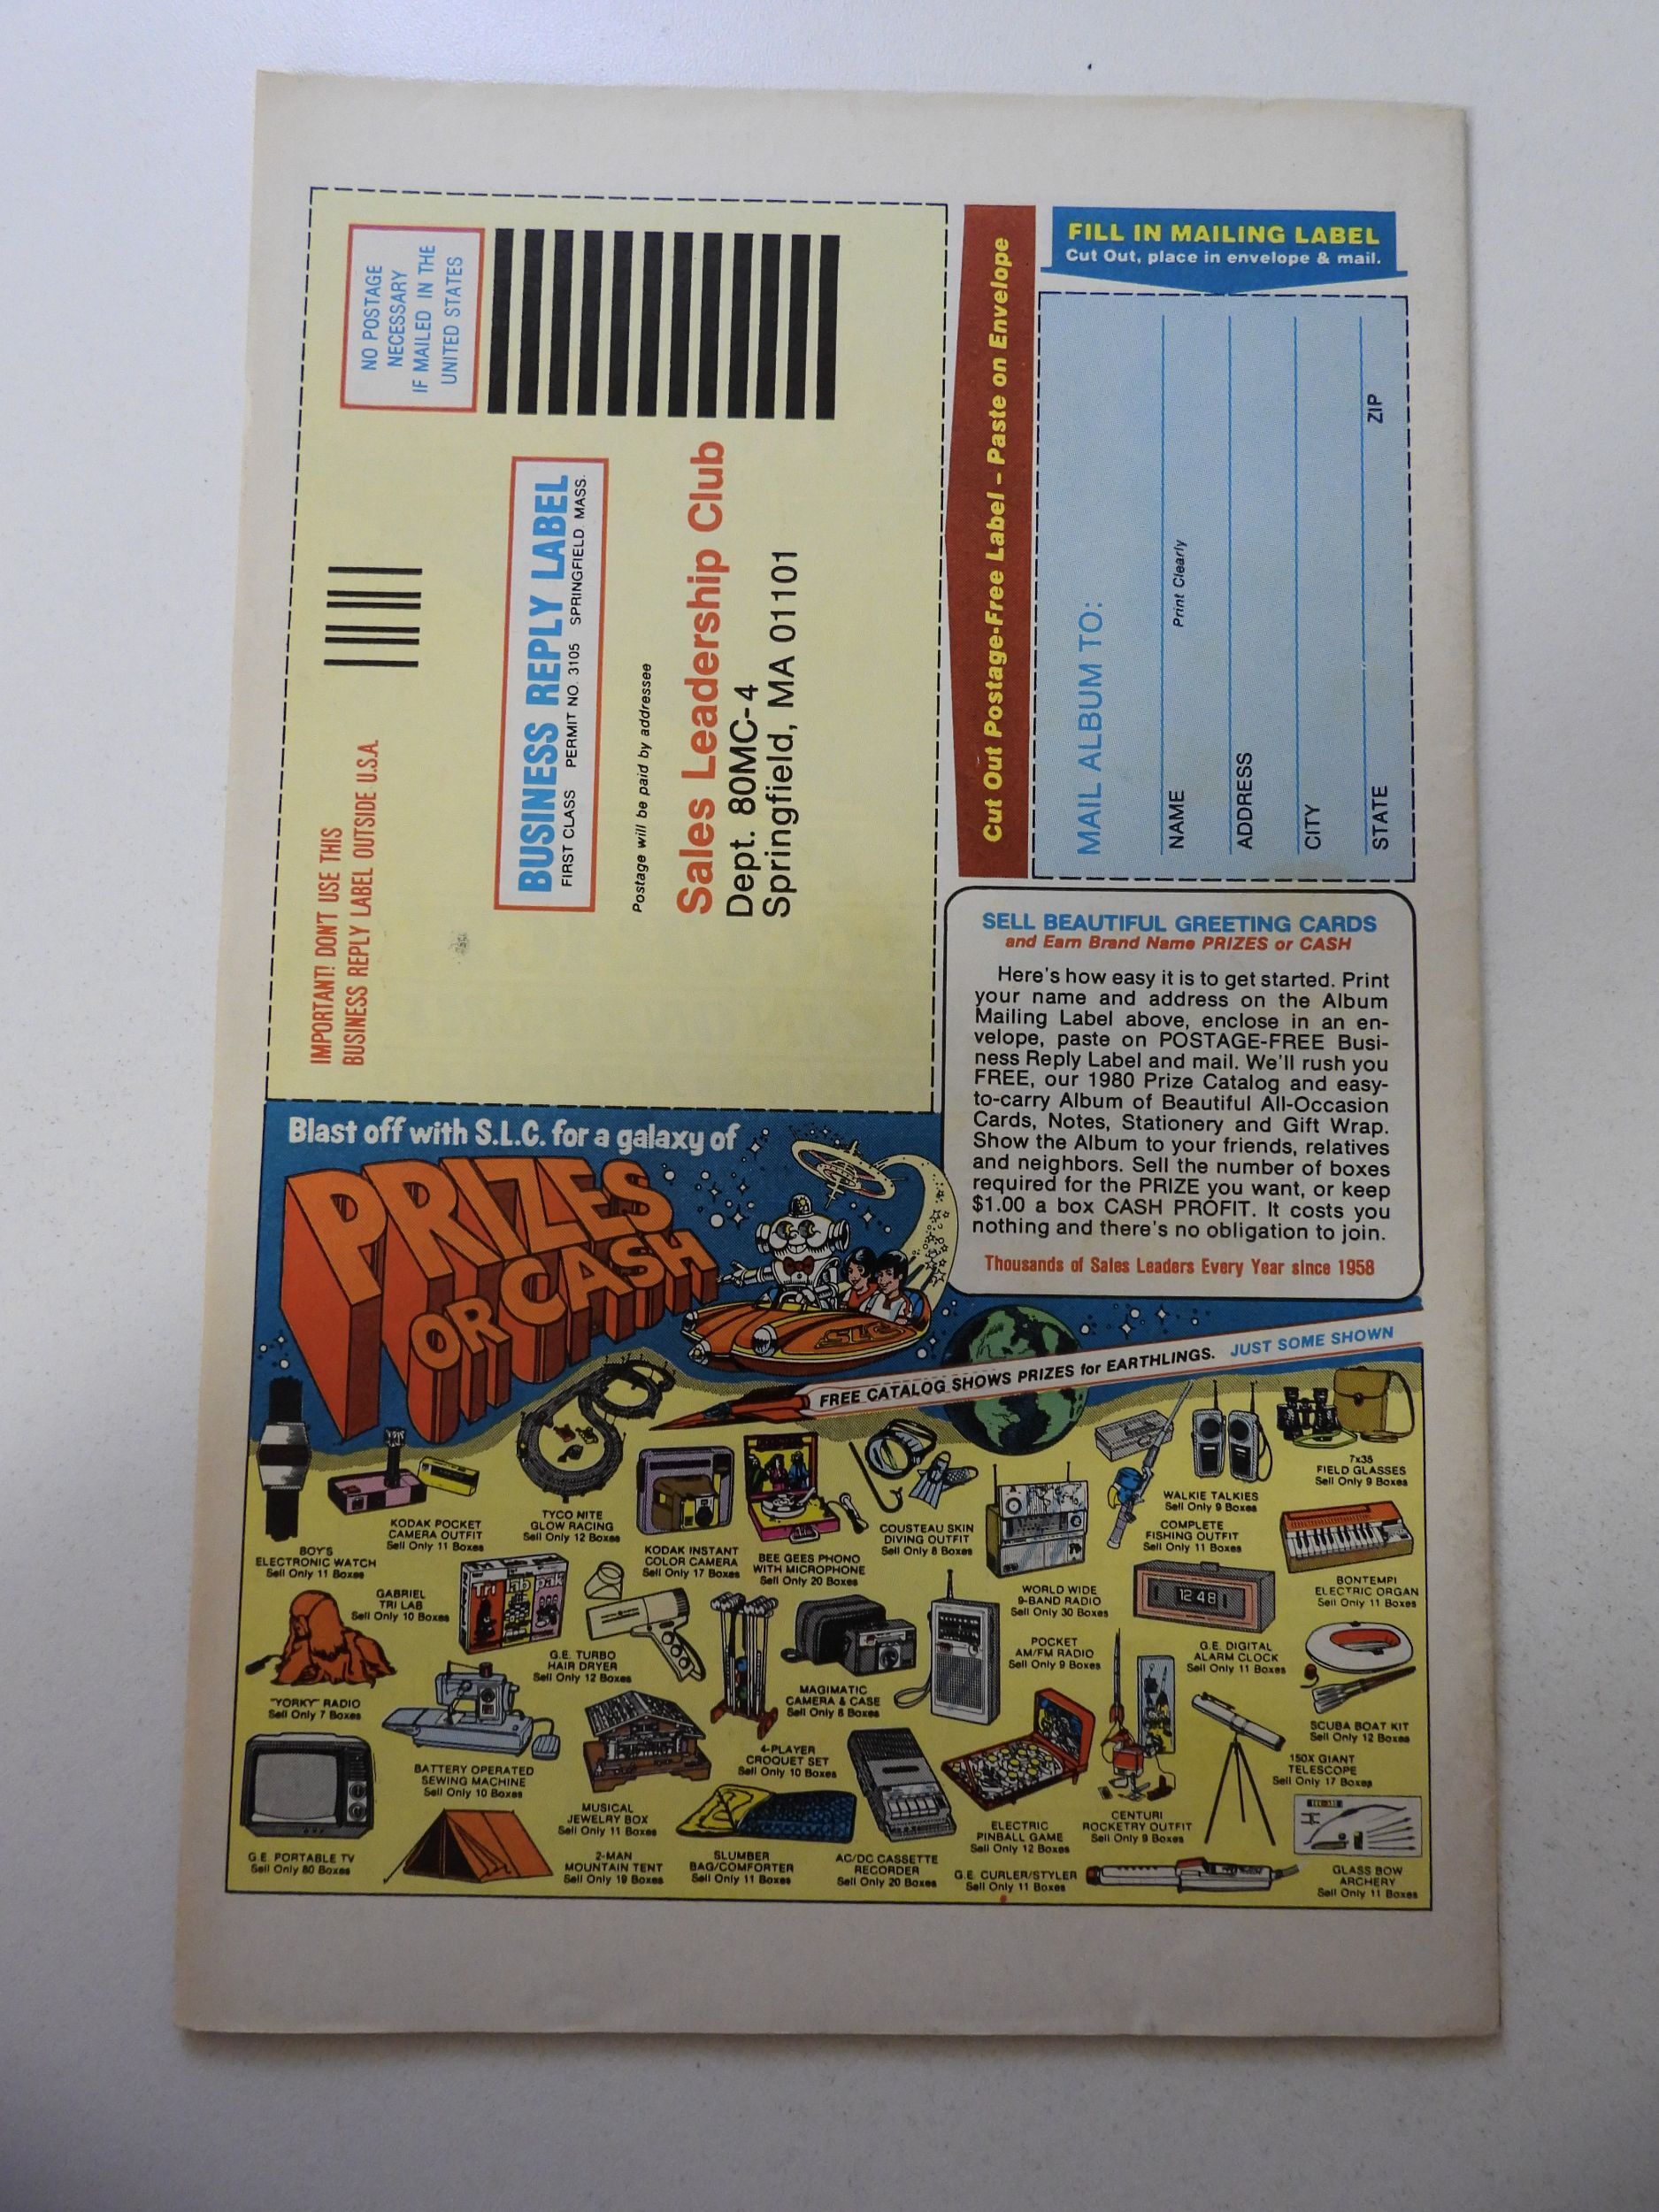 NO POSTAGE
NECESSARY
IF MAILED IN THE
UNITED STATES
IMPORTANT! DON'T USE THIS
BUSINESS REPLY LABEL OUTSIDE U.S.A.
BUSINESS REPLY LABEL
FIRST CLASS PERMIT NO. 3105 SPRINGFIELD MASS.
Postage will be paid by addressee
Sales Leadership Club
Dept. 80MC-4
Springfield, MA 01101
Cut Out Postage-Free Label – Paste on Envelope
FILL IN MAILING LABEL
Cut Out, place in envelope & mail.
MAIL ALBUM TO:
NAME
Print Clearly
ADDRESS
CITY
STATE ZIP
SELL BEAUTIFUL GREETING CARDS
and Earn Brand Name PRIZES or CASH
Here's how easy it is to get started. Print
your name and address on the Album
Mailing Label above, enclose in an en-
velope, paste on POSTAGE-FREE Busi-
ness Reply Label and mail. We'll rush you
FREE, our 1980 Prize Catalog and easy-
to-carry Album of Beautiful All-Occasion
Cards, Notes, Stationery and Gift Wrap.
Show the Album to your friends, relatives
and neighbors. Sell the number of boxes
required for the PRIZE you want, or keep
$1.00 a box CASH PROFIT. It costs you
nothing and there's no obligation to join.
Thousands of Sales Leaders Every Year since 1958
Blast off with S.L.C. for a galaxy of
PRIZES
OR CASH
SLC
FREE CATALOG SHOWS PRIZES for EARTHLINGS. JUST SOME SHOWN
BOY'S
ELECTRONIC WATCH
Sell Only 11 Boxes
KODAK POCKET
CAMERA OUTFIT
Sell Only 11 Boxes
TYCO NITE
GLOW RACING
Sell Only 12 Boxes
KODAK INSTANT
COLOR CAMERA
Sell Only 17 Boxes
BEE GEES PHONO
WITH MICROPHONE
Sell Only 20 Boxes
COUSTEAU SKIN
DIVING OUTFIT
Sell Only 8 Boxes
WORLD WIDE
9-BAND RADIO
Sell Only 30 Boxes
COMPLETE
FISHING OUTFIT
Sell Only 11 Boxes
WALKIE TALKIES
Sell Only 9 Boxes
7x35
FIELD GLASSES
Sell Only 9 Boxes
BONTEMPI
ELECTRIC ORGAN
Sell Only 11 Boxes
GABRIEL
TRI LAB
Sell Only 10 Boxes
Tri lab pak
G.E. TURBO
HAIR DRYER
Sell Only 12 Boxes
MAGIMATIC
CAMERA & CASE
Sell Only 8 Boxes
POCKET
AM/FM RADIO
Sell Only 9 Boxes
12 48
G.E. DIGITAL
ALARM CLOCK
Sell Only 11 Boxes
SCUBA BOAT KIT
Sell Only 12 Boxes
"YORKY" RADIO
Sell Only 7 Boxes
BATTERY OPERATED
SEWING MACHINE
Sell Only 10 Boxes
MUSICAL
JEWELRY BOX
Sell Only 11 Boxes
4-PLAYER
CROQUET SET
Sell Only 10 Boxes
ELECTRIC
PINBALL GAME
Sell Only 12 Boxes
CENTURI
ROCKETRY OUTFIT
Sell Only 9 Boxes
150X GIANT
TELESCOPE
Sell Only 17 Boxes
G.E. PORTABLE TV
Sell Only 80 Boxes
2-MAN
MOUNTAIN TENT
Sell Only 19 Boxes
SLUMBER
BAG/COMFORTER
Sell Only 11 Boxes
AC/DC CASSETTE
RECORDER
Sell Only 20 Boxes
G.E. CURLER/STYLER
Sell Only 11 Boxes
GLASS BOW
ARCHERY
Sell Only 11 Boxes